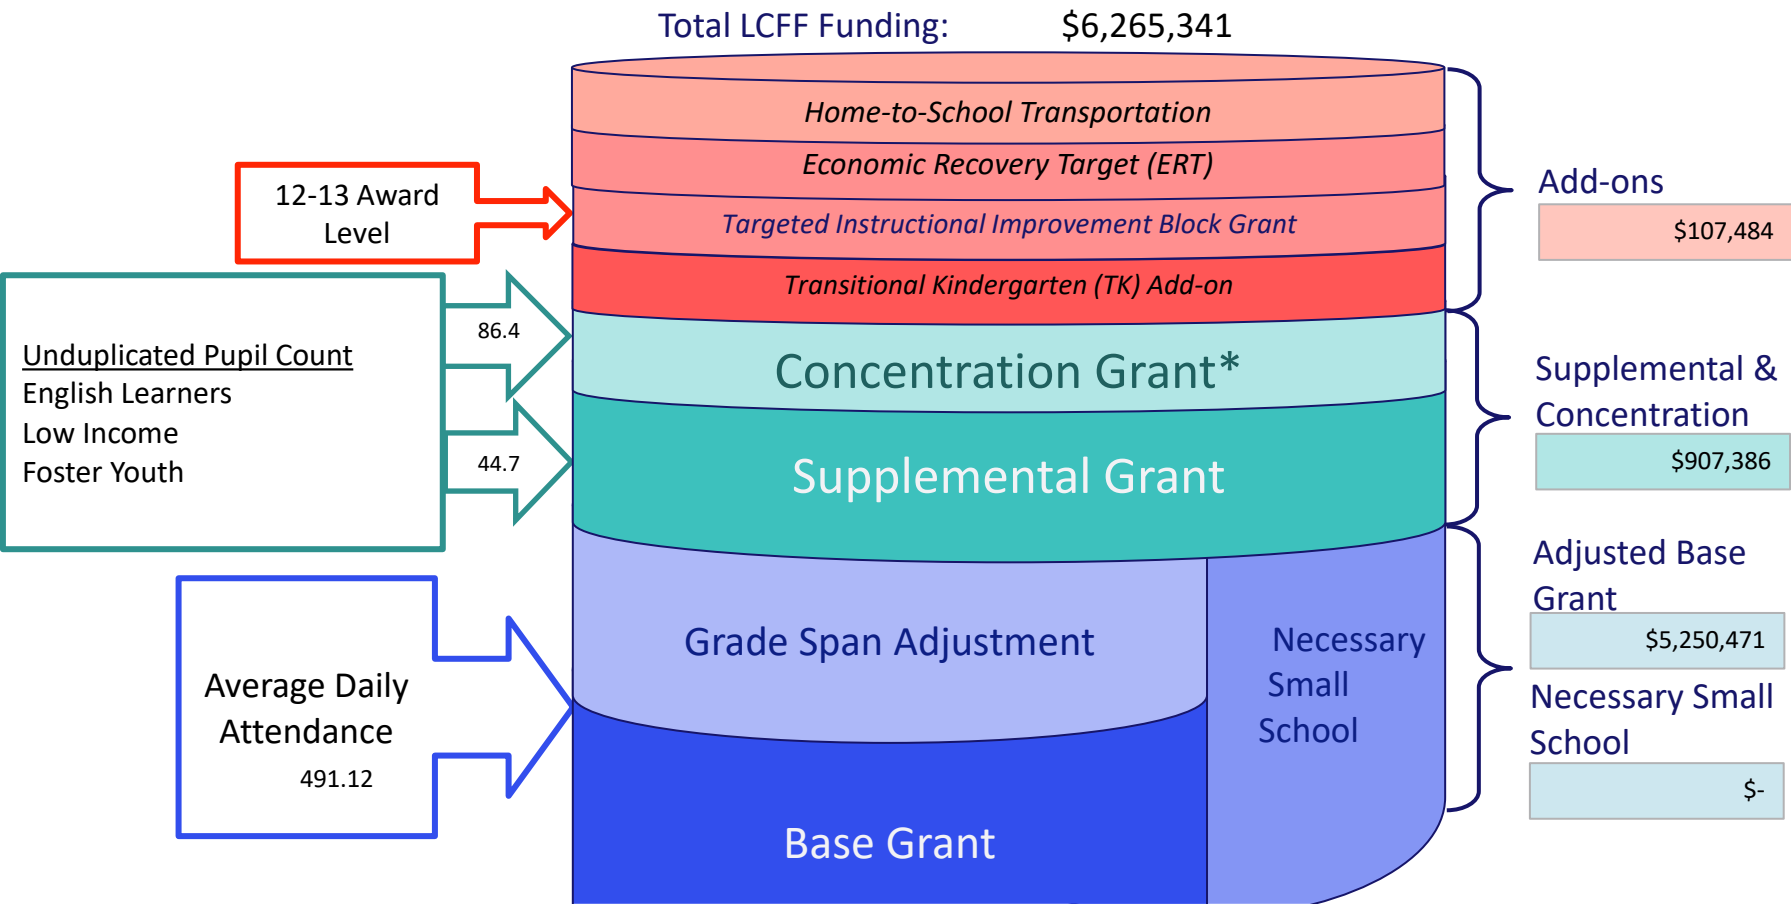 Total LCFF Funding: $6,265,341
Home-to-School Transportation
Economic Recovery Target (ERT)
Targeted Instructional Improvement Block Grant
Transitional Kindergarten (TK) Add-on
Concentration Grant*
Supplemental Grant
Grade Span Adjustment
Base Grant
Necessary
Small
School
12-13 Award
Level
Unduplicated Pupil Count
English Learners
Low Income
Foster Youth
86.4
44.7
Average Daily
Attendance
491.12
Add-ons
$107,484
Supplemental &
Concentration
$907,386
Adjusted Base
Grant
$5,250,471
Necessary Small
School
$-